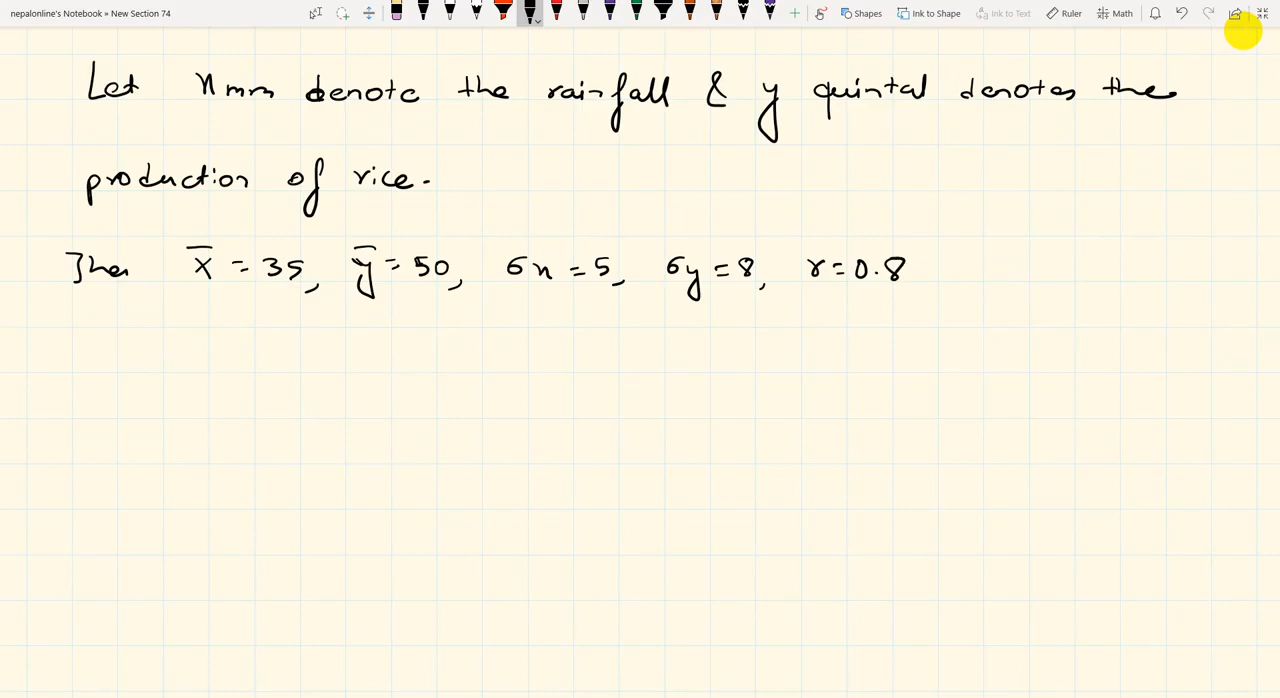 nepalonline's Notebook » New Section 74
Shapes Ink to Shape Ink to Text Ruler Math
Let x mm denote the rainfall & y quintal denotes the
production of rice.
Then x̄ = 35, ȳ = 50, σx = 5, σy = 8, r = 0.8